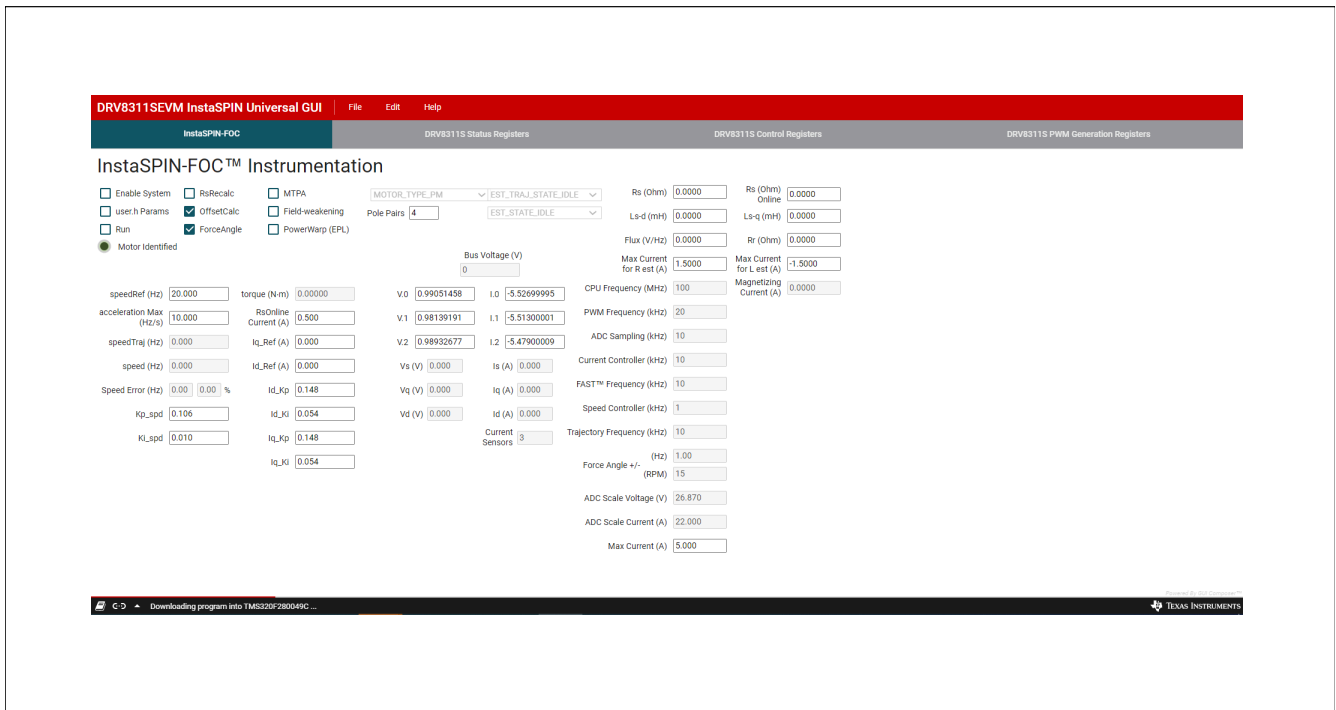 DRV8311SEVM InstaSPIN Universal GUI File Edit Help
InstaSPIN-FOC DRV8311S Status Registers DRV8311S Control Registers DRV8311S PWM Generation Registers
InstaSPIN-FOC™ Instrumentation
Enable System RsRecalc MTPA MOTOR_TYPE_PM EST_TRAJ_STATE_IDLE Rs (Ohm) 0.0000 Rs (Ohm) Online 0.0000
user.h Params OffsetCalc Field-weakening Pole Pairs 4 EST_STATE_IDLE Ls-d (mH) 0.0000 Ls-q (mH) 0.0000
Run ForceAngle PowerWarp (EPL) Flux (V/Hz) 0.0000 Rr (Ohm) 0.0000
Motor Identified
Bus Voltage (V) Max Current for R est (A) 1.5000 Max Current for L est (A) -1.5000
0
speedRef (Hz) 20.000 torque (N·m) 0.00000 V.0 0.99051458 I.0 -5.52699995 CPU Frequency (MHz) 100 Magnetizing Current (A) 0.0000
acceleration Max (Hz/s) 10.000 RsOnline Current (A) 0.500 V.1 0.98139191 I.1 -5.51300001 PWM Frequency (kHz) 20
speedTraj (Hz) 0.000 Iq_Ref (A) 0.000 V.2 0.98932677 I.2 -5.47900009 ADC Sampling (kHz) 10
speed (Hz) 0.000 Id_Ref (A) 0.000 Vs (V) 0.000 Is (A) 0.000 Current Controller (kHz) 10
Speed Error (Hz) 0.00 0.00 % Id_Kp 0.148 Vq (V) 0.000 Iq (A) 0.000 FAST™ Frequency (kHz) 10
Kp_spd 0.106 Id_Ki 0.054 Vd (V) 0.000 Id (A) 0.000 Speed Controller (kHz) 1
Ki_spd 0.010 Iq_Kp 0.148 Current Sensors 3 Trajectory Frequency (kHz) 10
Iq_Ki 0.054 Force Angle +/- (Hz) 1.00
(RPM) 15
ADC Scale Voltage (V) 26.870
ADC Scale Current (A) 22.000
Max Current (A) 5.000
Powered By GUI Composer™
Downloading program into TMS320F280049C ... TEXAS INSTRUMENTS